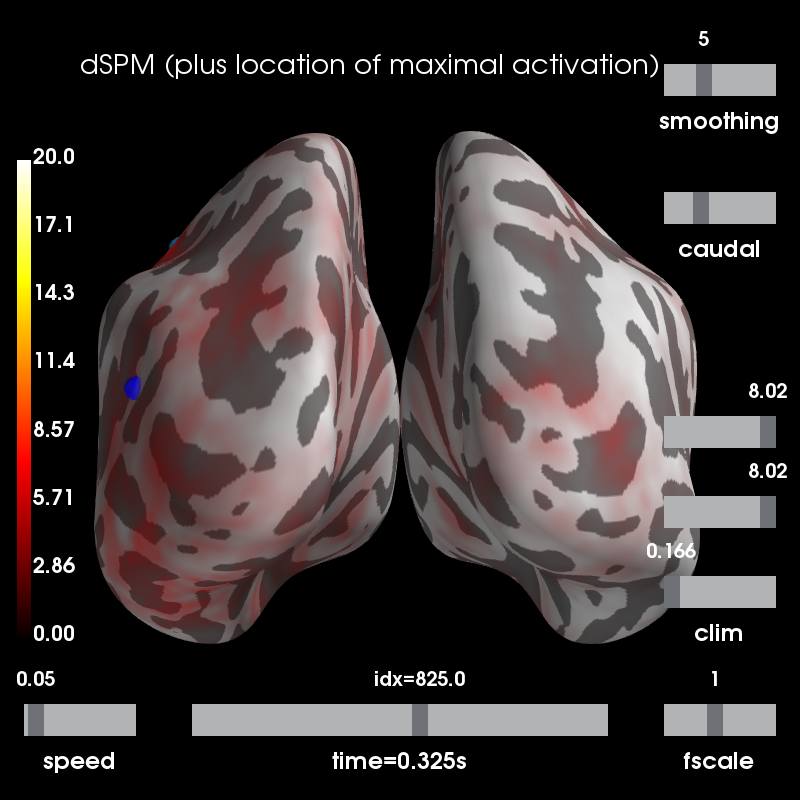 dSPM (plus location of maximal activation)
5
smoothing
caudal
20.0
17.1
14.3
11.4
8.57
5.71
2.86
0.00
8.02
8.02
0.166
clim
0.05
speed
idx=825.0
time=0.325s
1
fscale